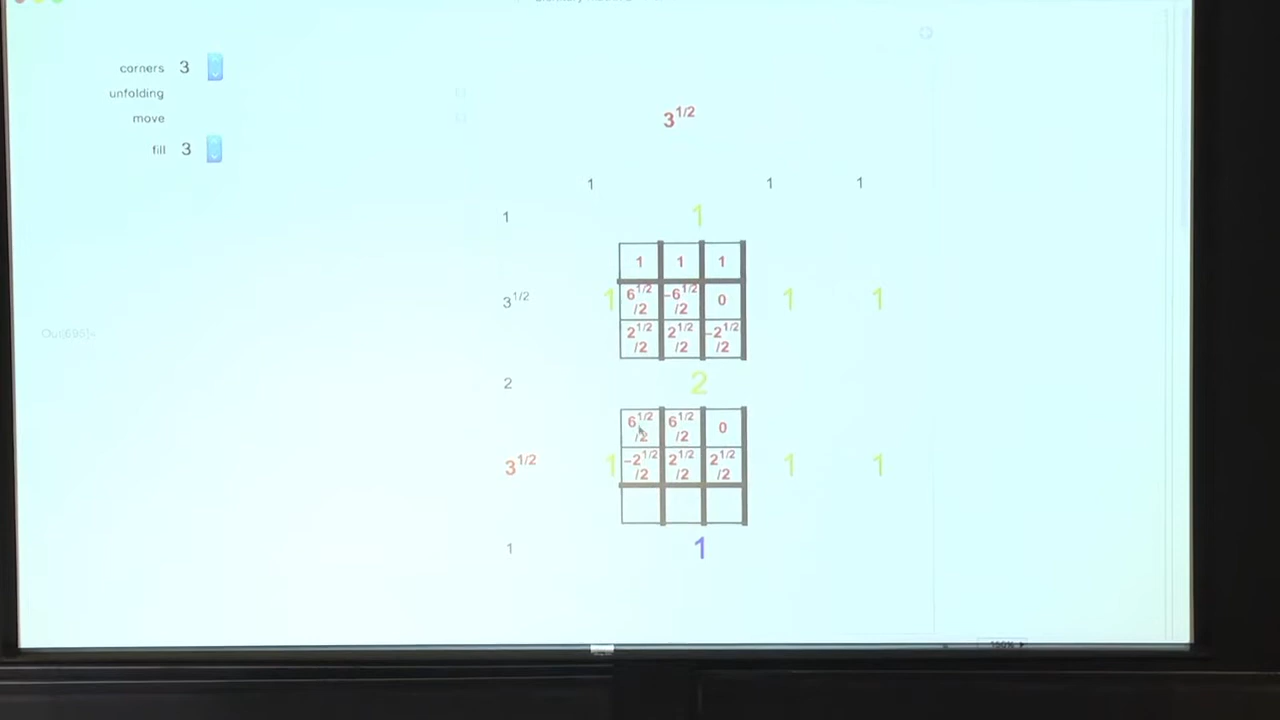 corners 3
unfolding
move
fill 3
3^1/2
1 1 1
1 1
1 1 1
3^1/2 1 6^1/2/2 -6^1/2/2 0 1 1
2^1/2/2 2^1/2/2 -2^1/2/2
Out[695]=
2 2
6^1/2/2 6^1/2/2 0
3^1/2 1 -2^1/2/2 2^1/2/2 2^1/2/2 1 1
1 1
150%